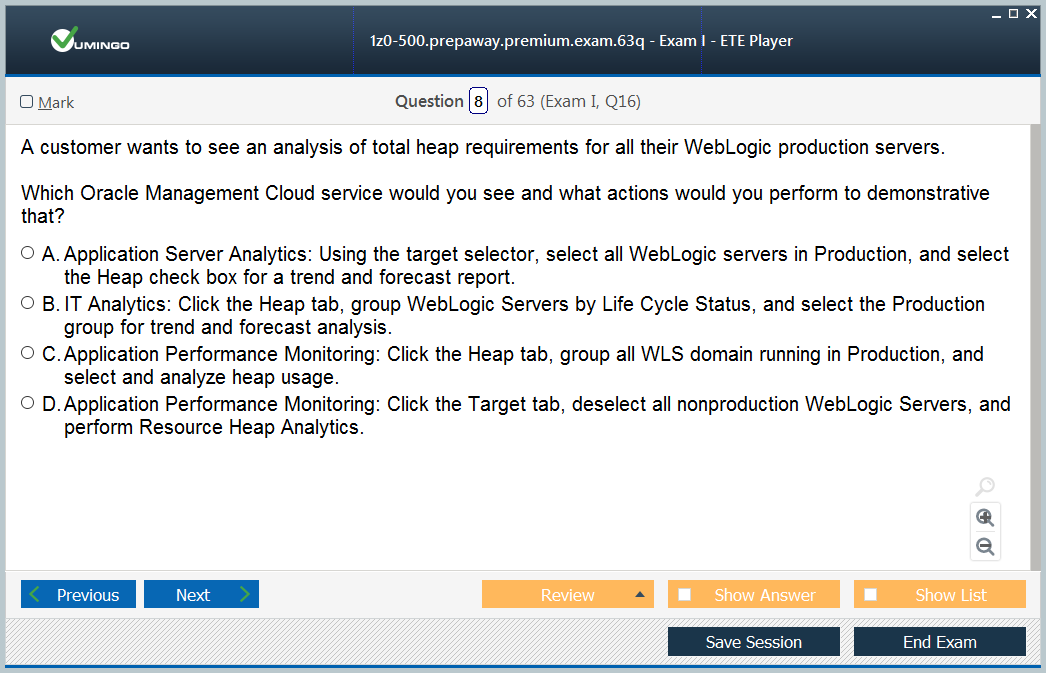 VUMINGO
1z0-500.prepaway.premium.exam.63q - Exam I - ETE Player
Mark
Question 8 of 63 (Exam I, Q16)
A customer wants to see an analysis of total heap requirements for all their WebLogic production servers.
Which Oracle Management Cloud service would you see and what actions would you perform to demonstrative
that?
A. Application Server Analytics: Using the target selector, select all WebLogic servers in Production, and select
the Heap check box for a trend and forecast report.
B. IT Analytics: Click the Heap tab, group WebLogic Servers by Life Cycle Status, and select the Production
group for trend and forecast analysis.
C. Application Performance Monitoring: Click the Heap tab, group all WLS domain running in Production, and
select and analyze heap usage.
D. Application Performance Monitoring: Click the Target tab, deselect all nonproduction WebLogic Servers, and
perform Resource Heap Analytics.
Previous
Next
Review
Show Answer
Show List
Save Session
End Exam